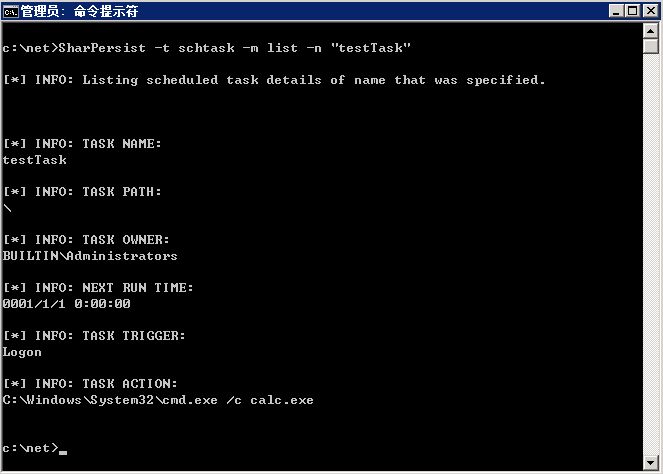 管理员: 命令提示符
c:\net>SharPersist -t schtask -m list -n "testTask"
[*] INFO: Listing scheduled task details of name that was specified.
[*] INFO: TASK NAME:
testTask
[*] INFO: TASK PATH:
\
[*] INFO: TASK OWNER:
BUILTIN\Administrators
[*] INFO: NEXT RUN TIME:
0001/1/1 0:00:00
[*] INFO: TASK TRIGGER:
Logon
[*] INFO: TASK ACTION:
C:\Windows\System32\cmd.exe /c calc.exe
c:\net>_